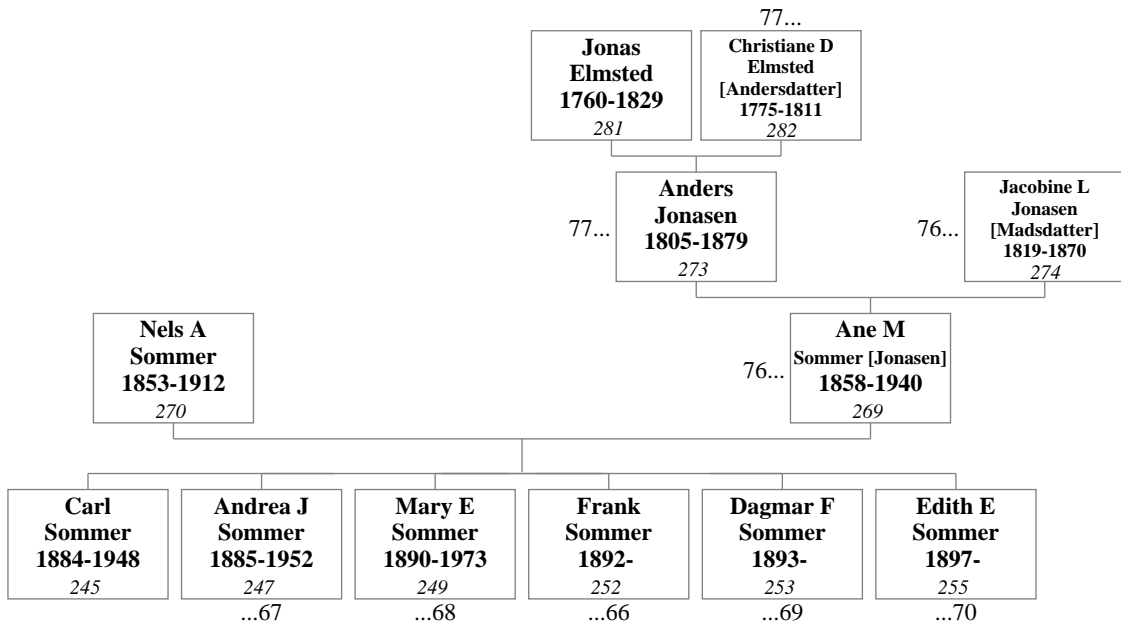 77...
Jonas
Elmsted
1760-1829
281
Christiane D
Elmsted
[Andersdatter]
1775-1811
282
77...
Anders
Jonasen
1805-1879
273
76...
Jacobine L
Jonasen
[Madsdatter]
1819-1870
274
Nels A
Sommer
1853-1912
270
76...
Ane M
Sommer [Jonasen]
1858-1940
269
Carl
Sommer
1884-1948
245
Andrea J
Sommer
1885-1952
247
...67
Mary E
Sommer
1890-1973
249
...68
Frank
Sommer
1892-
252
...66
Dagmar F
Sommer
1893-
253
...69
Edith E
Sommer
1897-
255
...70